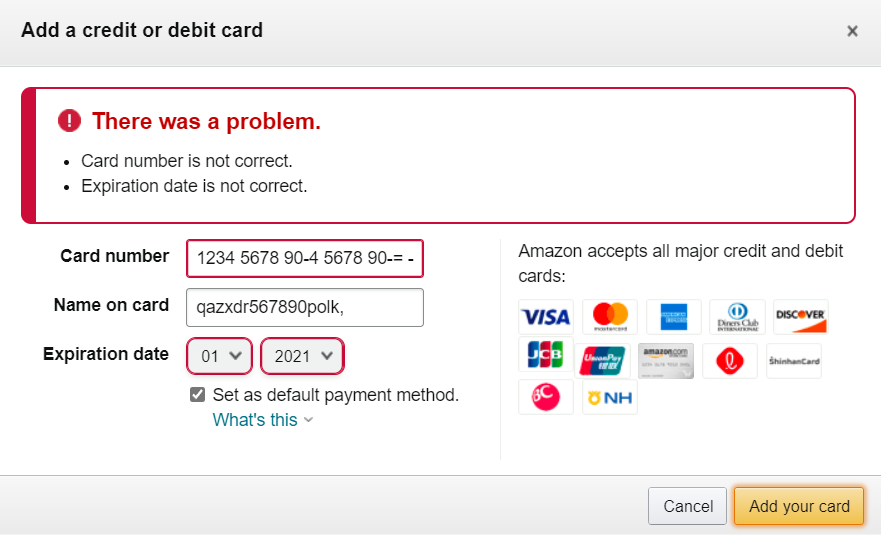 Add a credit or debit card
There was a problem.
Card number is not correct.
Expiration date is not correct.
Card number
1234 5678 90-4 5678 90-= -
Name on card
qazxdr567890polk,
Expiration date
01
2021
Set as default payment method.
What's this
Amazon accepts all major credit and debit
cards:
VISA
mastercard
Diners Club
INTERNATIONAL
DISCOVER
JCB
UnionPay
银联
amazon.com
ShinhanCard
BC
NH
Cancel
Add your card